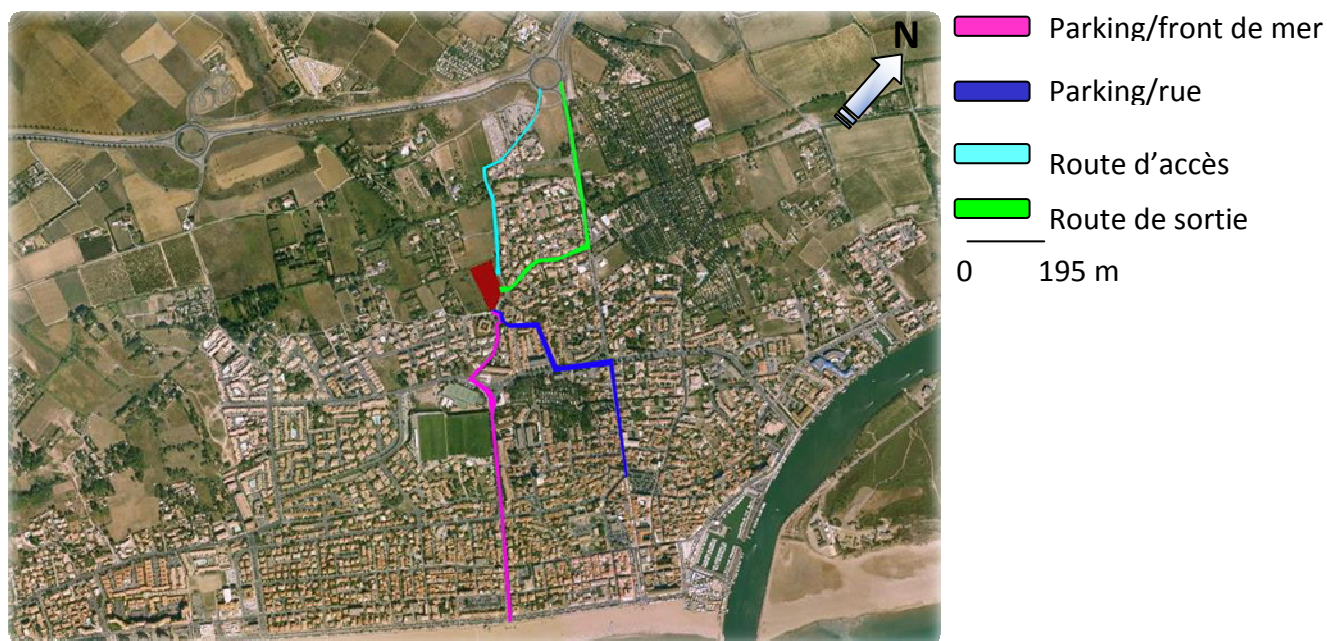 N
Parking/front de mer
Parking/rue
Route d’accès
Route de sortie
0 195 m